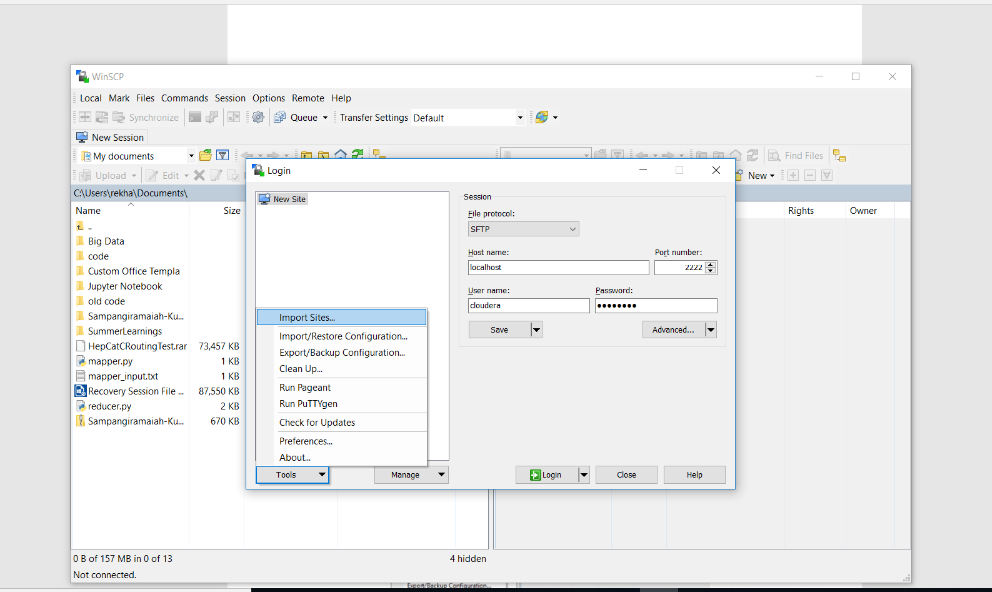 WinSCP
Local Mark Files Commands Session Options Remote Help
Synchronize Queue Transfer Settings Default
New Session
My documents Find Files
Upload Edit New
C:\Users\rekha\Documents\
Name Size Rights Owner
..
Big Data
code
Custom Office Templa
Jupyter Notebook
old code
Sampangiramaiah-Ku...
SummerLearnings
HepCatCRoutingTest.rar 73,457 KB
mapper.py 1 KB
mapper_input.txt 1 KB
Recovery Session File ... 87,550 KB
reducer.py 2 KB
Sampangiramaiah-Ku... 670 KB
Login
New Site
Session
File protocol:
SFTP
Host name: Port number:
localhost 2222
User name: Password:
cloudera ••••••••
Save Advanced...
Import Sites...
Import/Restore Configuration...
Export/Backup Configuration...
Clean Up...
Run Pageant
Run PuTTYgen
Check for Updates
Preferences...
About...
Tools Manage Login Close Help
0 B of 157 MB in 0 of 13 4 hidden
Not connected.
Export/Backup Configuration...